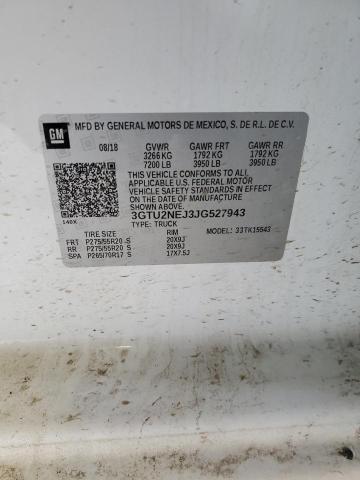 GM
MFD BY GENERAL MOTORS DE MEXICO, S. DE R.L. DE C.V.
08/18 GVWR GAWR FRT GAWR RR
3266 KG 1792 KG 1792 KG
7200 LB 3950 LB 3950 LB
THIS VEHICLE CONFORMS TO ALL
APPLICABLE U.S. FEDERAL MOTOR
VEHICLE SAFETY STANDARDS IN EFFECT
ON THE DATE OF MANUFACTURE
SHOWN ABOVE.
140X 3GTU2NEJ3JG527943
TYPE: TRUCK
TIRE SIZE RIM MODEL: 33TK15543
FRT P275/55R20 S 20X9J
RR P275/55R20 S 20X9J
SPA P265/70R17 S 17X7.5J